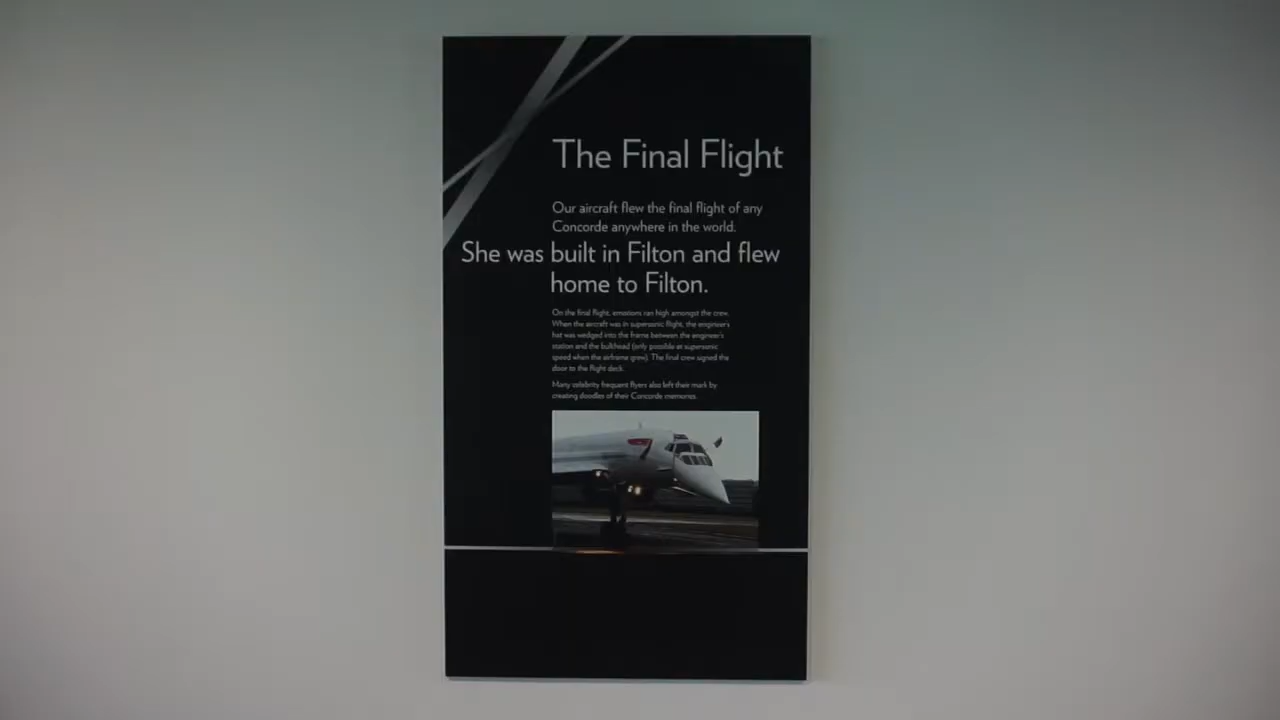 The Final Flight
Our aircraft flew the final flight of any
Concorde anywhere in the world.
She was built in Filton and flew
home to Filton.
On the final flight, emotions ran high amongst the crew.
When the aircraft was in supersonic flight, the engineer's
hat was wedged into the frame between the engineer's
station and the bulkhead (only possible at supersonic
speed when the airframe grew). The final crew signed the
door to the flight deck.
Many celebrity frequent flyers also left their mark by
creating doodles of their Concorde memories.